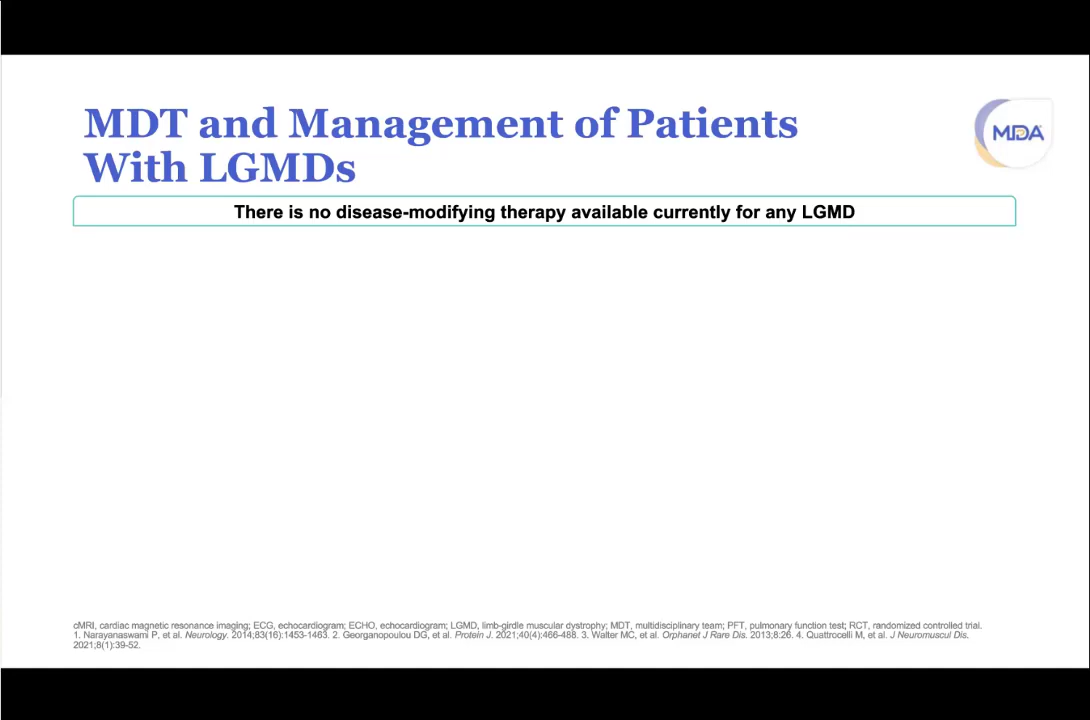 MDT and Management of Patients
With LGMDs
MDA
There is no disease-modifying therapy available currently for any LGMD
cMRI, cardiac magnetic resonance imaging; ECG, echocardiogram; ECHO, echocardiogram; LGMD, limb-girdle muscular dystrophy; MDT, multidisciplinary team; PFT, pulmonary function test; RCT, randomized controlled trial.
1. Narayanaswami P, et al. Neurology. 2014;83(16):1453-1463. 2. Georganopoulou DG, et al. Protein J. 2021;40(4):466-488. 3. Walter MC, et al. Orphanet J Rare Dis. 2013;8:26. 4. Quattrocelli M, et al. J Neuromuscul Dis.
2021;8(1):39-52.